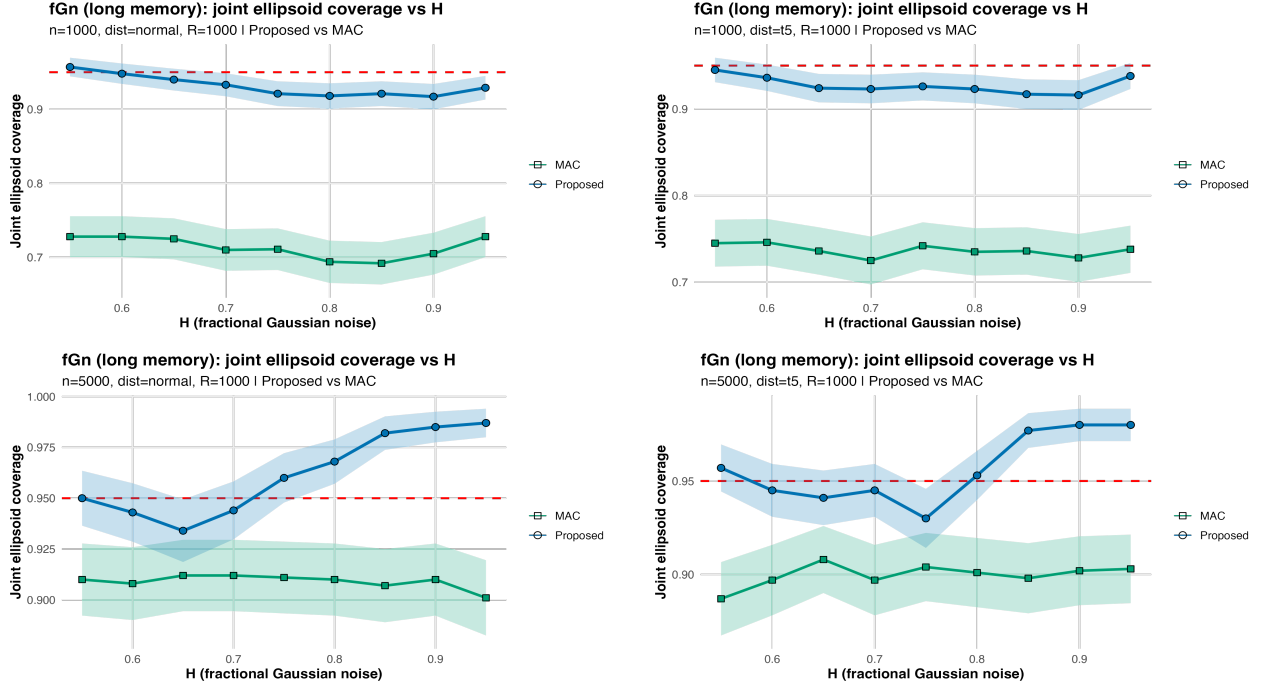 fGn (long memory): joint ellipsoid coverage vs H
n=1000, dist=normal, R=1000 | Proposed vs MAC
Joint ellipsoid coverage
0.9
0.8
0.7
0.6
0.7
0.8
0.9
H (fractional Gaussian noise)
MAC
Proposed
fGn (long memory): joint ellipsoid coverage vs H
n=1000, dist=t5, R=1000 | Proposed vs MAC
Joint ellipsoid coverage
0.9
0.8
0.7
0.6
0.7
0.8
0.9
H (fractional Gaussian noise)
MAC
Proposed
fGn (long memory): joint ellipsoid coverage vs H
n=5000, dist=normal, R=1000 | Proposed vs MAC
Joint ellipsoid coverage
1.000
0.975
0.950
0.925
0.900
0.6
0.7
0.8
0.9
H (fractional Gaussian noise)
MAC
Proposed
fGn (long memory): joint ellipsoid coverage vs H
n=5000, dist=t5, R=1000 | Proposed vs MAC
Joint ellipsoid coverage
0.95
0.90
0.6
0.7
0.8
0.9
H (fractional Gaussian noise)
MAC
Proposed